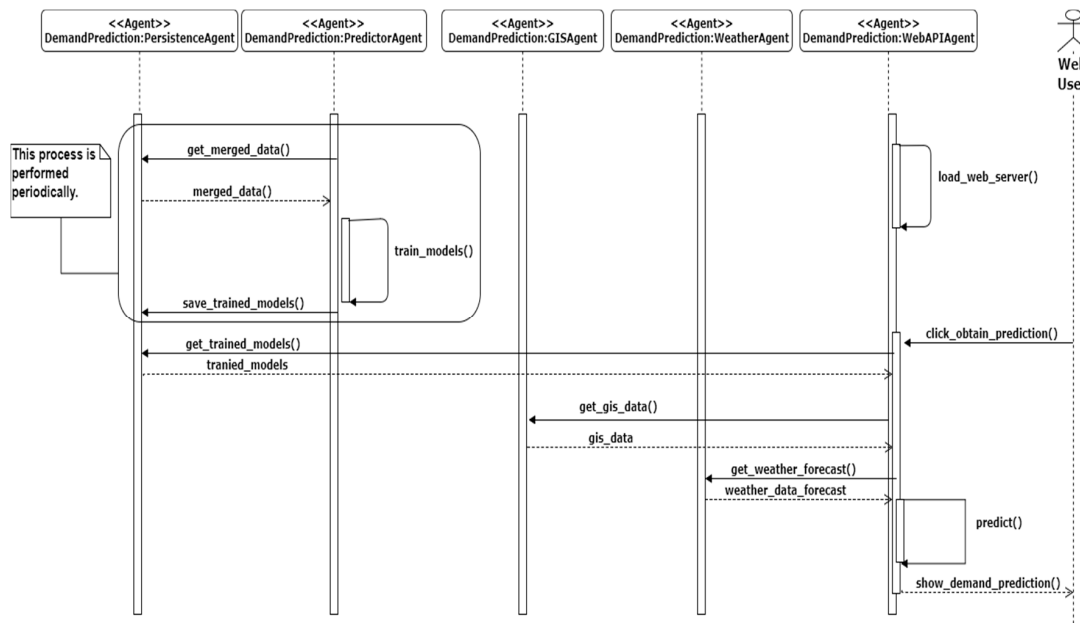 <<Agent>>
DemandPrediction:PersistenceAgent
<<Agent>>
DemandPrediction:PredictorAgent
<<Agent>>
DemandPrediction:GISAgent
<<Agent>>
DemandPrediction:WeatherAgent
<<Agent>>
DemandPrediction:WebAPIAgent
Use
This process is
performed
periodically.
get_merged_data()
merged_data()
train_models()
save_trained_models()
load_web_server()
click_obtain_prediction()
get_trained_models()
tranied_models
get_gis_data()
gis_data
get_weather_forecast()
weather_data_forecast
predict()
show_demand_prediction()